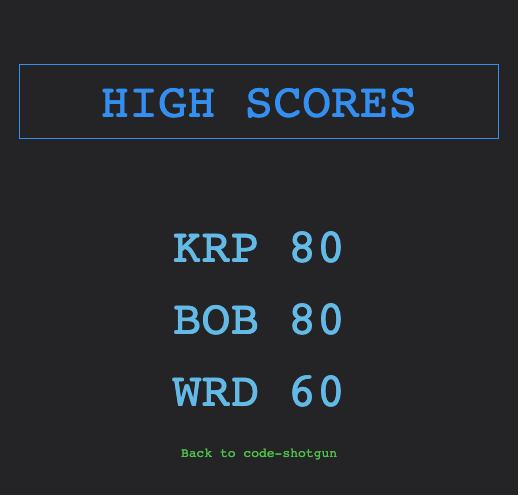 HIGH SCORES
KRP 80
BOB 80
WRD 60
Back to code-shotgun